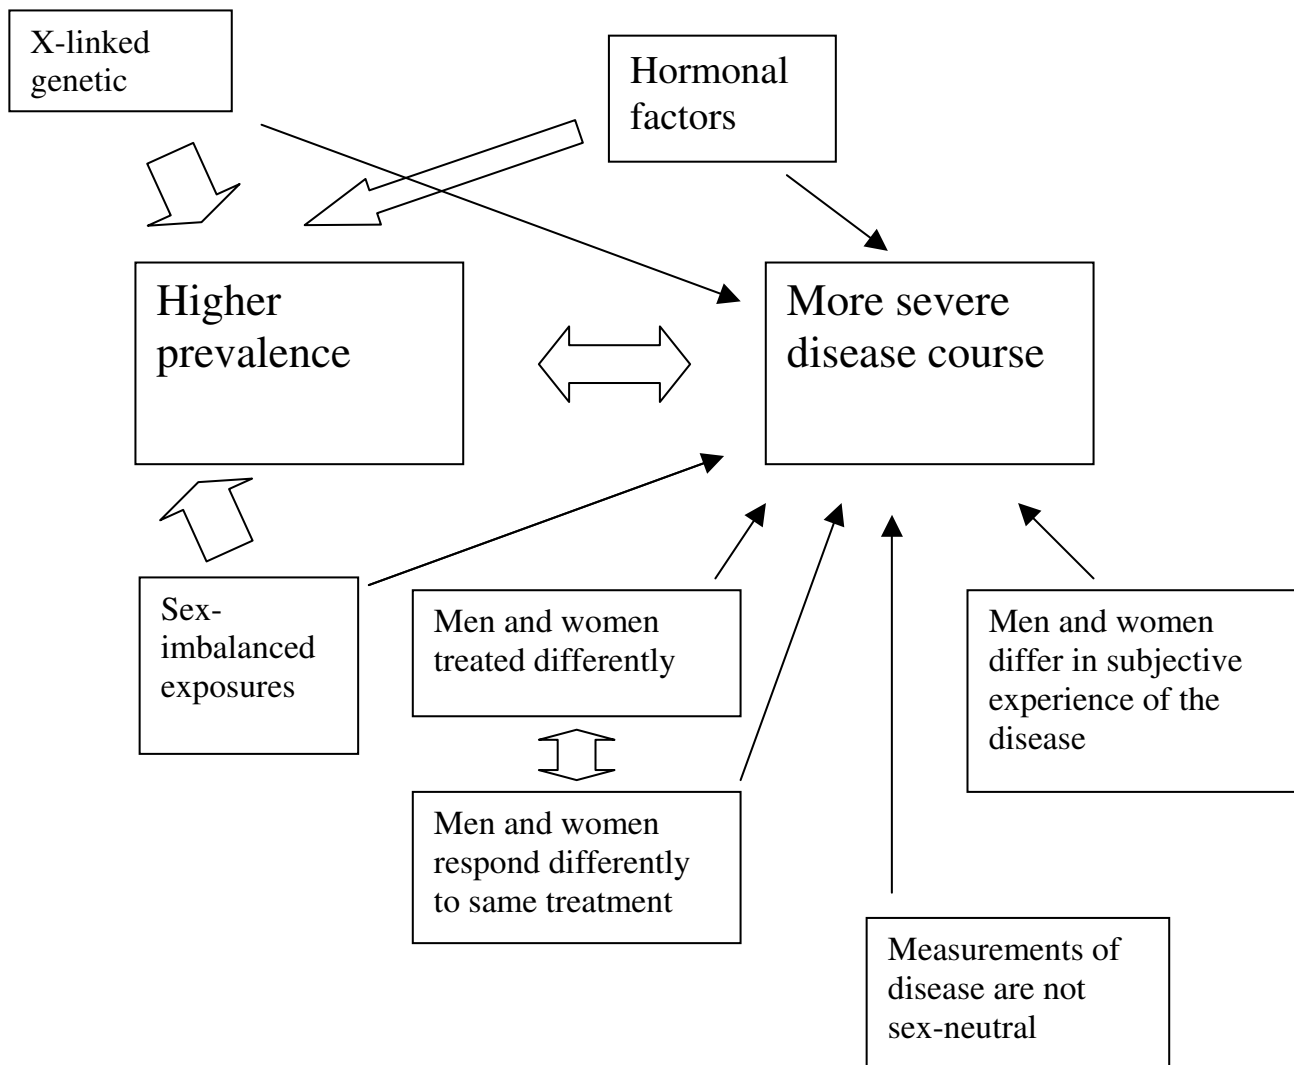 X-linked
genetic
Hormonal
factors
Higher
prevalence
More severe
disease course
Sex-
imbalanced
exposures
Men and women
treated differently
Men and women
differ in subjective
experience of the
disease
Men and women
respond differently
to same treatment
Measurements of
disease are not
sex-neutral